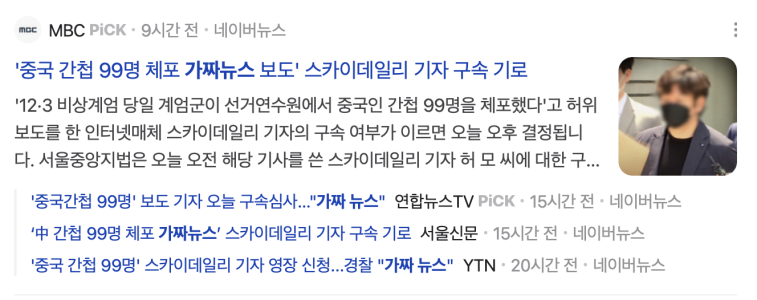 MBC MBC PiCK · 9시간 전 · 네이버뉴스
'중국 간첩 99명 체포 가짜뉴스 보도' 스카이데일리 기자 구속 기로
'12·3 비상계엄 당일 계엄군이 선거연수원에서 중국인 간첩 99명을 체포했다'고 허위
보도를 한 인터넷매체 스카이데일리 기자의 구속 여부가 이르면 오늘 오후 결정됩니
다. 서울중앙지법은 오늘 오전 해당 기사를 쓴 스카이데일리 기자 허 모 씨에 대한 구...
'중국간첩 99명' 보도 기자 오늘 구속심사..."가짜 뉴스" 연합뉴스TV PiCK · 15시간 전 · 네이버뉴스
‘中 간첩 99명 체포 가짜뉴스’ 스카이데일리 기자 구속 기로 서울신문 · 15시간 전 · 네이버뉴스
'중국 간첩 99명' 스카이데일리 기자 영장 신청...경찰 "가짜 뉴스" YTN · 20시간 전 · 네이버뉴스